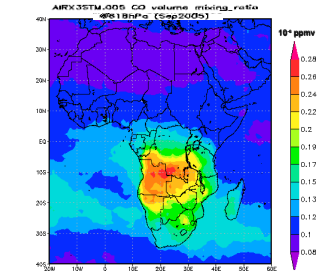 AIRX3STM.005 CO volume mixing_ratio
@618hPa (Sep2005)
10⁻⁶ ppmv
40N
30N
20N
10N
EQ
10S
20S
30S
40S
20W
10W
0
10E
20E
30E
40E
50E
60E
0.28
0.26
0.24
0.22
0.2
0.19
0.17
0.15
0.13
0.12
0.1
0.08